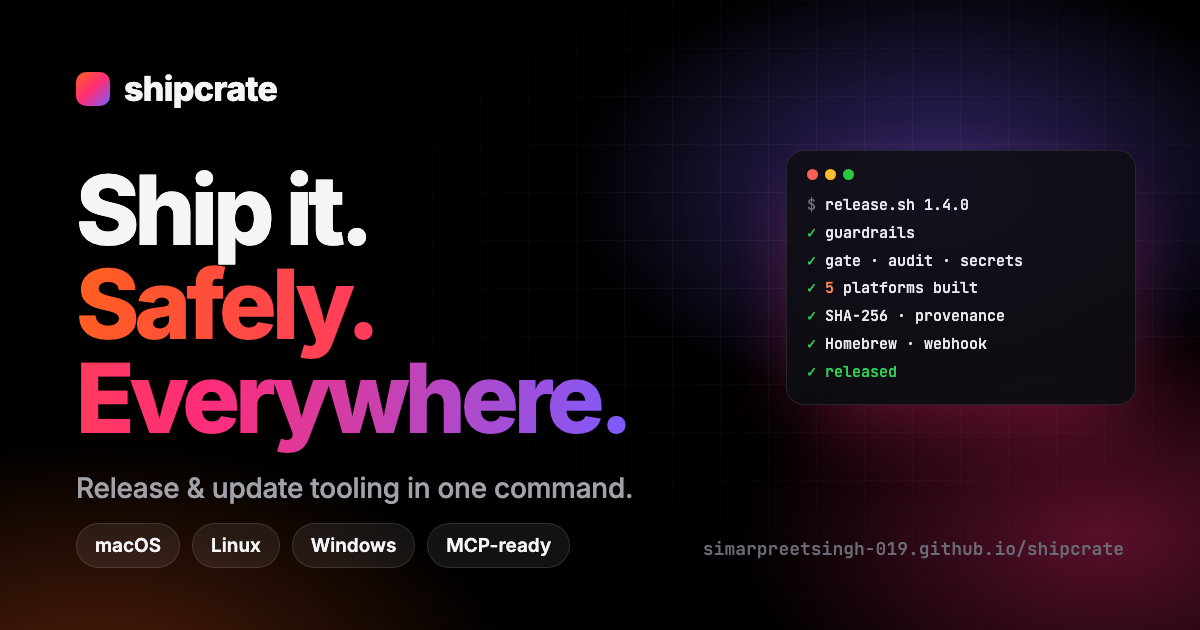 shipcrate
Ship it.
Safely.
Everywhere.
Release & update tooling in one command.
macOS
Linux
Windows
MCP-ready
$ release.sh 1.4.0
✓ guardrails
✓ gate · audit · secrets
✓ 5 platforms built
✓ SHA-256 · provenance
✓ Homebrew · webhook
✓ released
simarpreetsingh-019.github.io/shipcrate